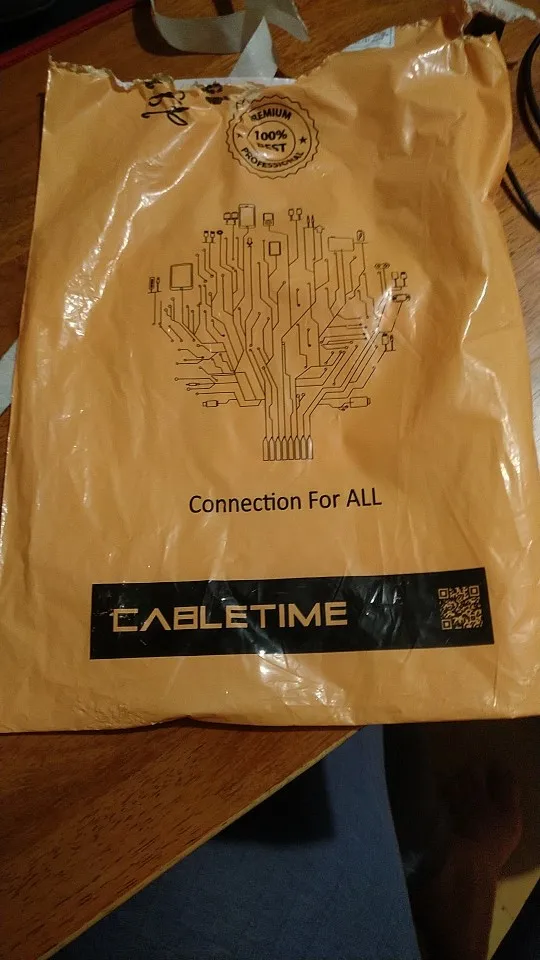 PREMIUM
100%
BEST
PROFESSIONAL
Connection For ALL
CABLETIME